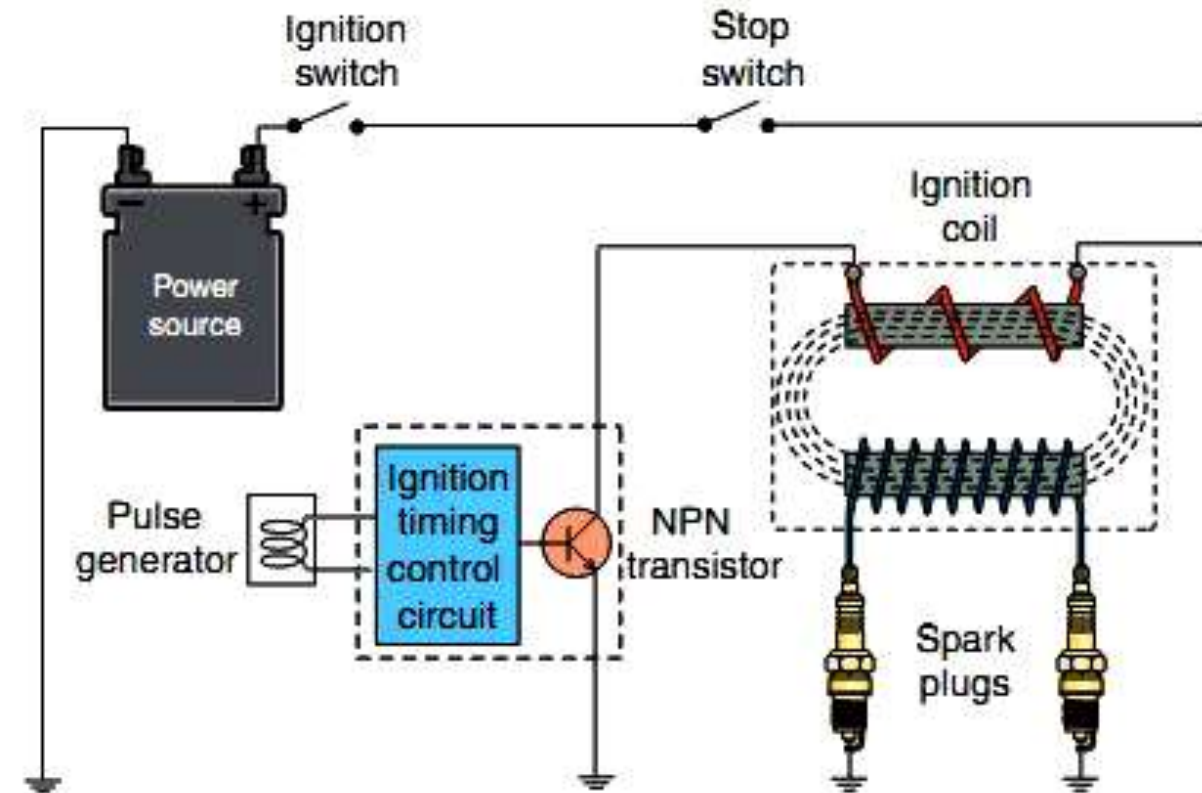 Ignition
switch
Stop
switch
− +
Power
source
Ignition
coil
Pulse
generator
Ignition
timing
control
circuit
NPN
transistor
Spark
plugs